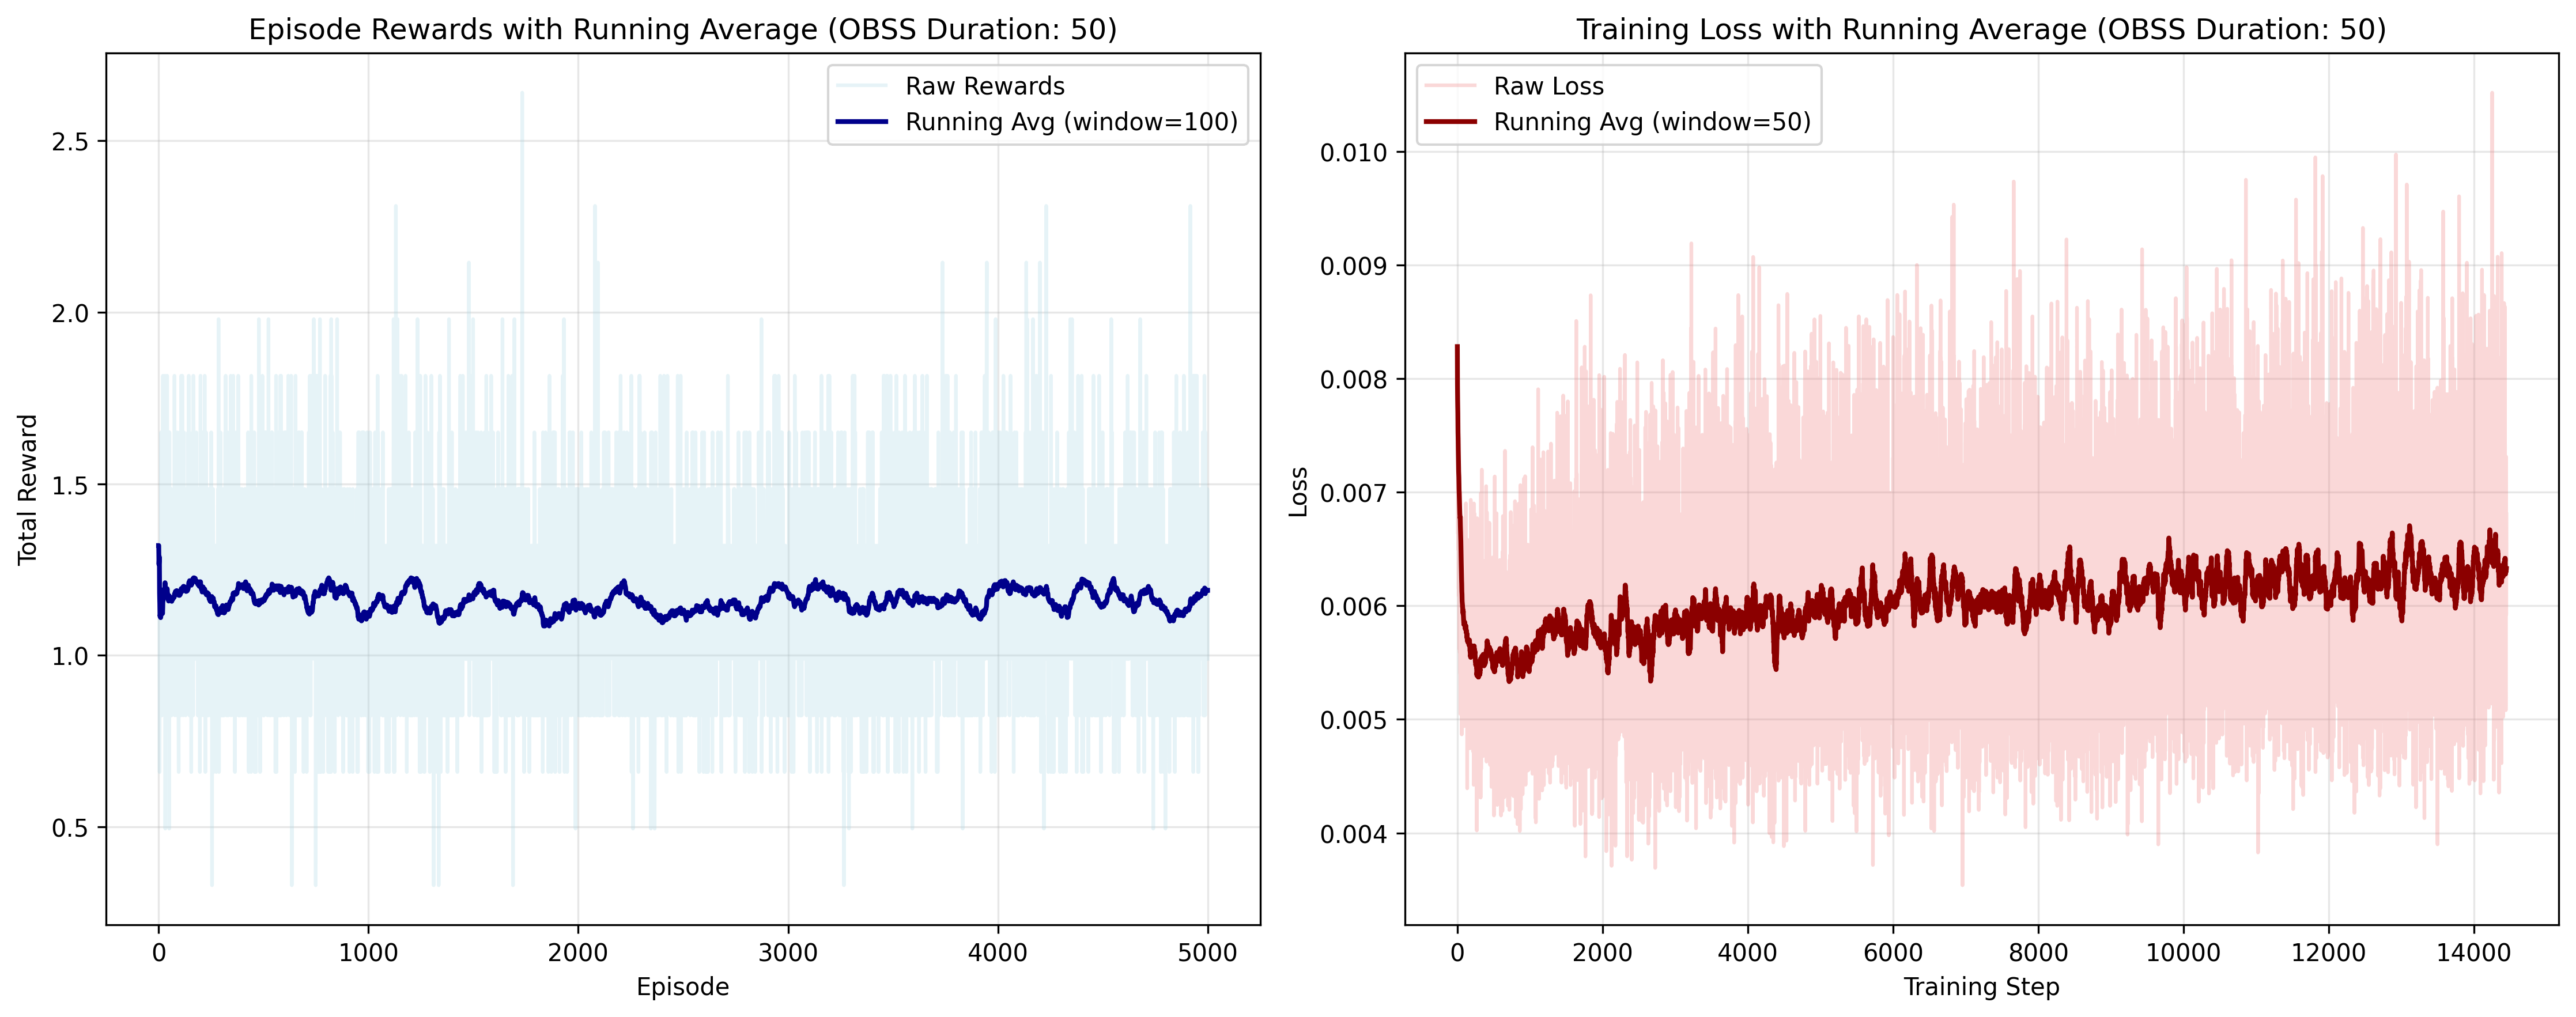 Episode Rewards with Running Average (OBSS Duration: 50)
Raw Rewards
Running Avg (window=100)
Total Reward
2.5
2.0
1.5
1.0
0.5
0
1000
2000
3000
4000
5000
Episode
Training Loss with Running Average (OBSS Duration: 50)
Raw Loss
Running Avg (window=50)
Loss
0.010
0.009
0.008
0.007
0.006
0.005
0.004
0
2000
4000
6000
8000
10000
12000
14000
Training Step